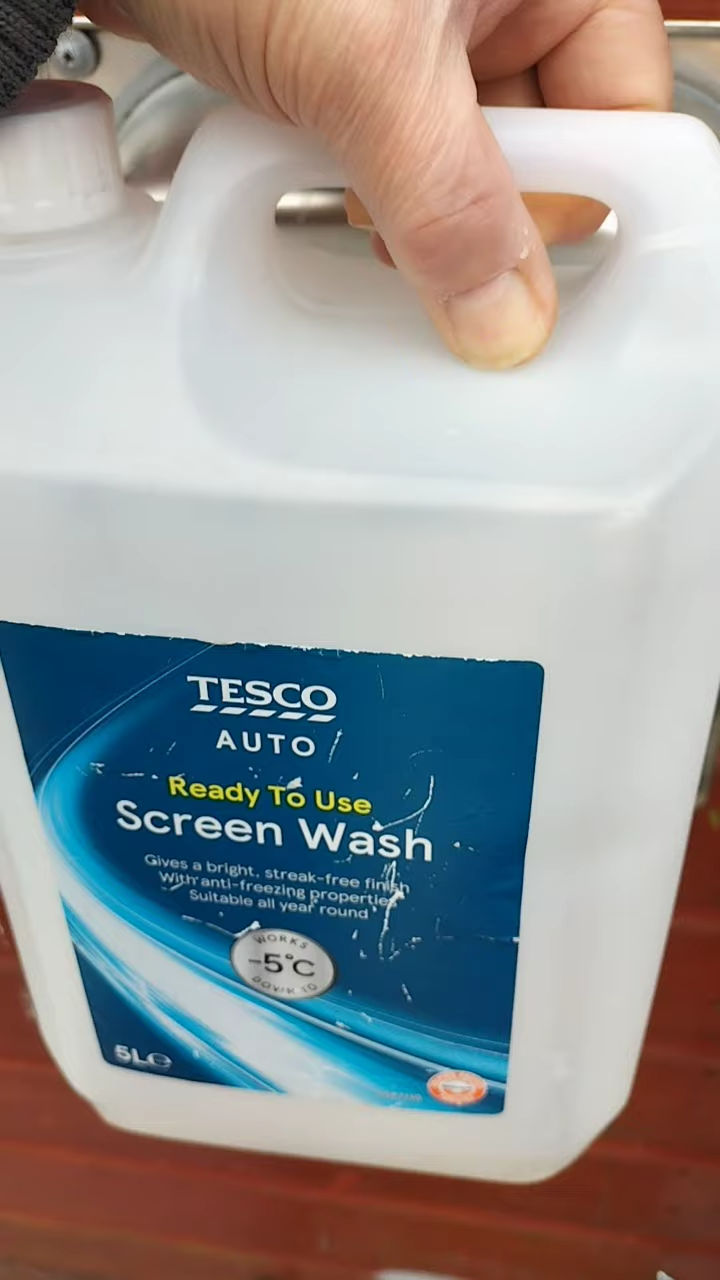 TESCO
AUTO
Ready To Use
Screen Wash
Gives a bright, streak-free finish
With anti-freezing properties
Suitable all year round
WORKS
-5°C
DOWN TO
5L℮